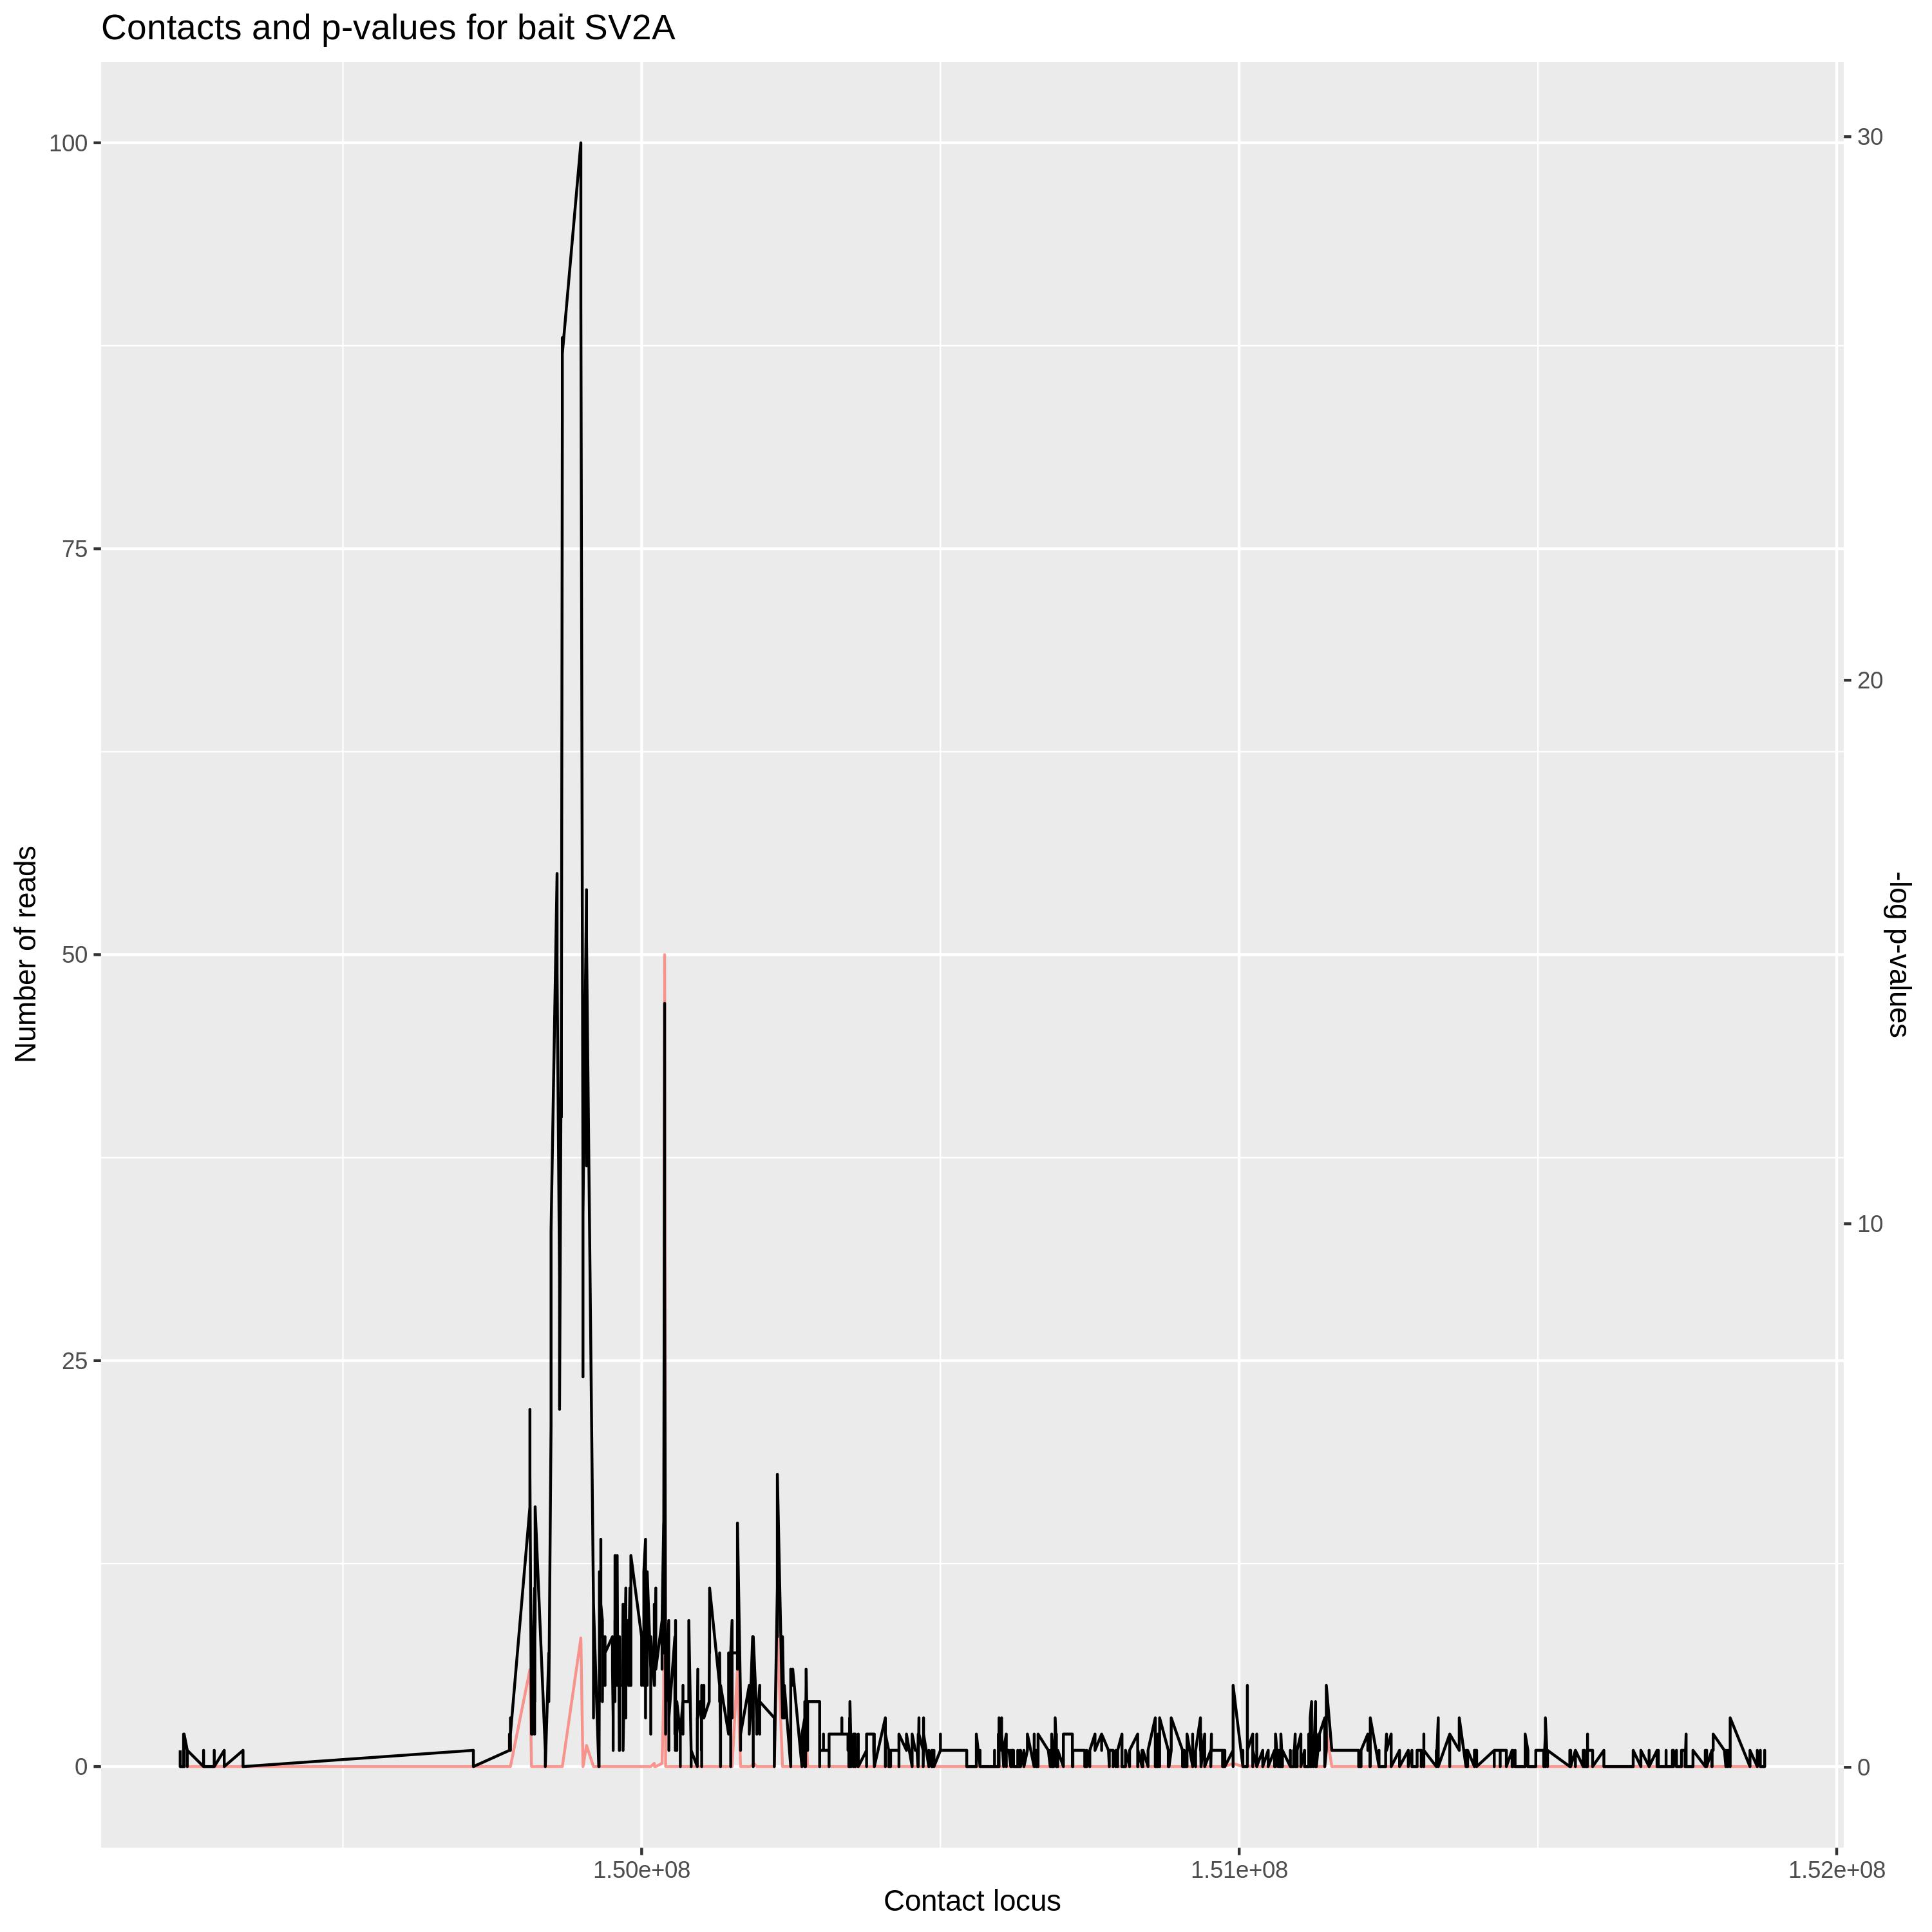 Contacts and p-values for bait SV2A
100
75
50
25
0
30
20
10
0
Number of reads
-log p-values
1.50e+08
1.51e+08
1.52e+08
Contact locus